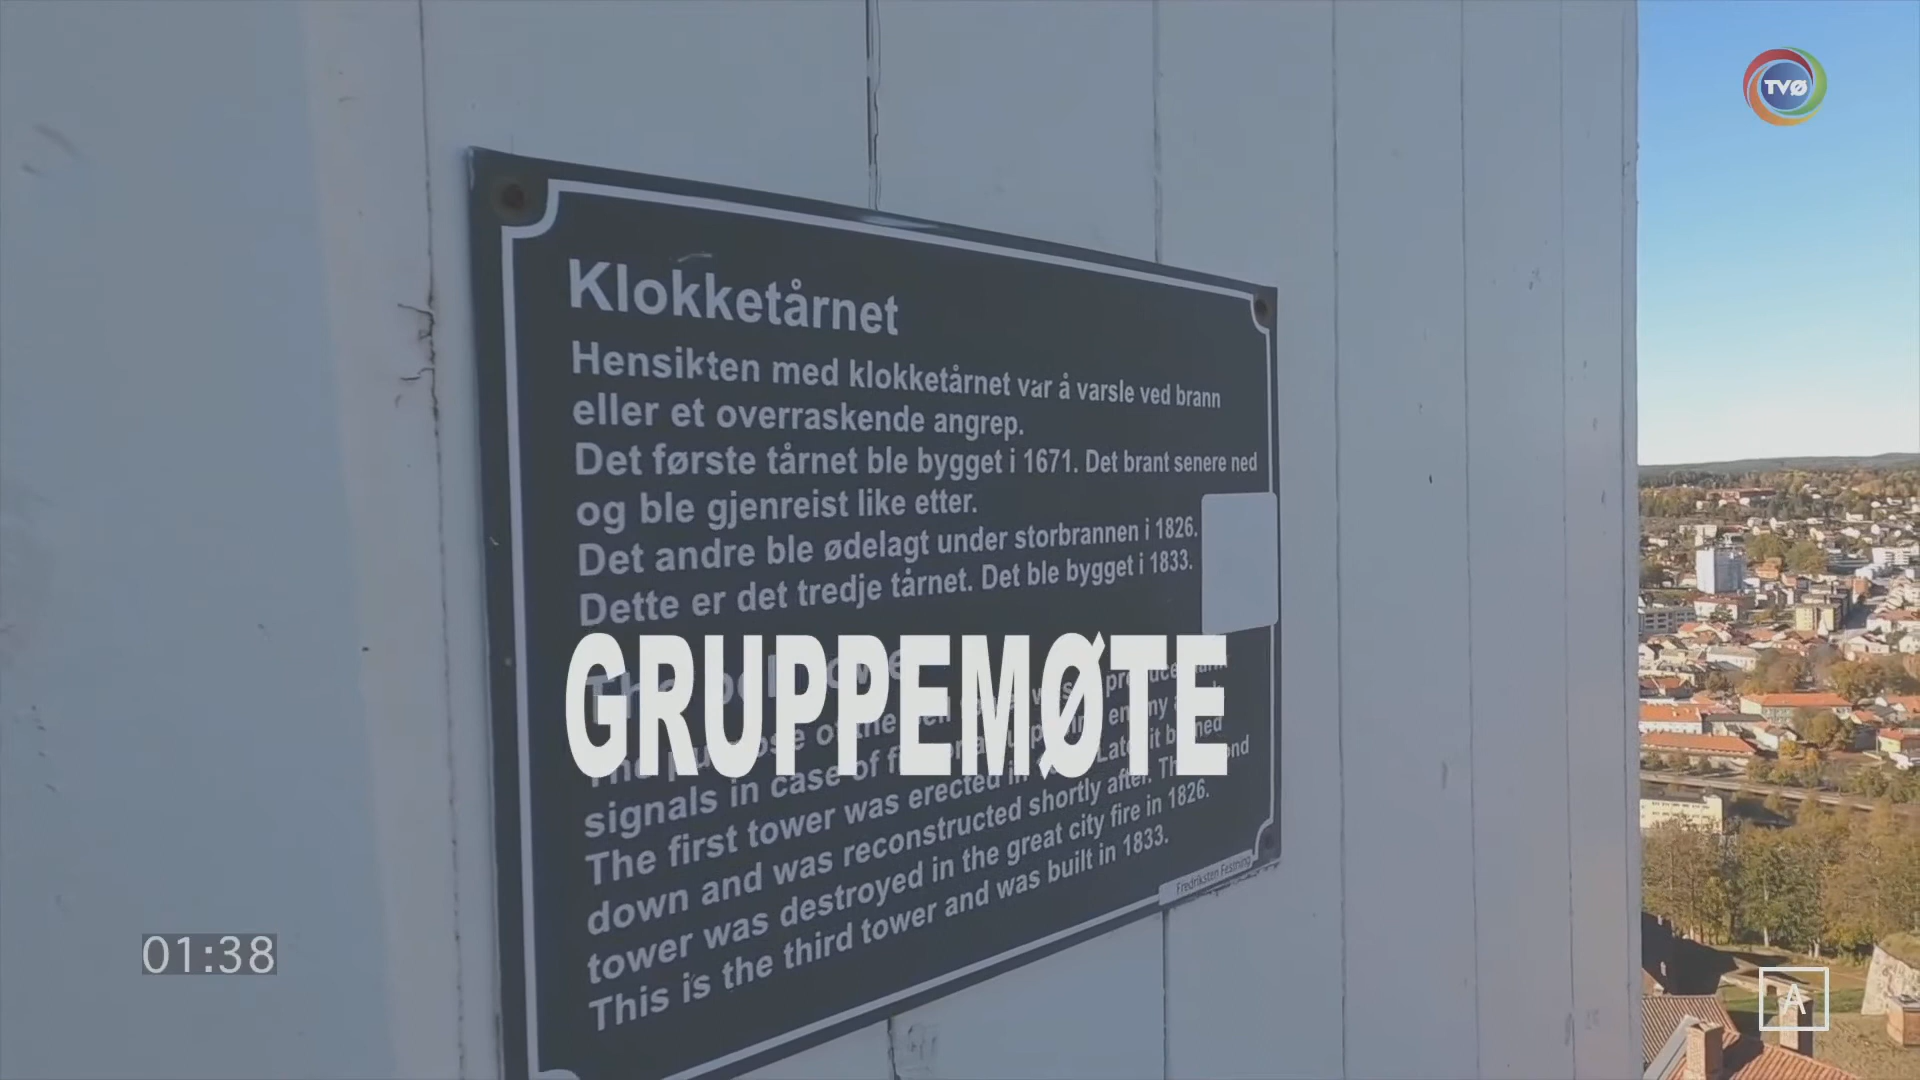 TVØ
Klokketårnet
Hensikten med klokketårnet var å varsle ved brann
eller et overraskende angrep.
Det første tårnet ble bygget i 1671. Det brant senere ned
og ble gjenreist like etter.
Det andre ble ødelagt under storbrannen i 1826.
Dette er det tredje tårnet. Det ble bygget i 1833.
GRUPPEMØTE
The
signals in case of
The first tower was erected in
down and was reconstructed shortly after.
tower was destroyed in the great city fire in 1826.
This is the third tower and was built in 1833.
Fredriksten Festning
01:38
A